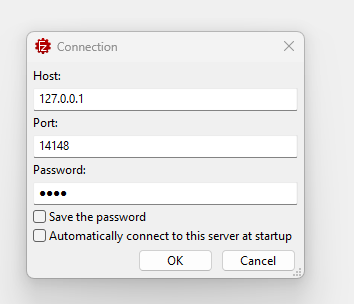 Connection
Host:
127.0.0.1
Port:
14148
Password:
●●●●
Save the password
Automatically connect to this server at startup
OK Cancel